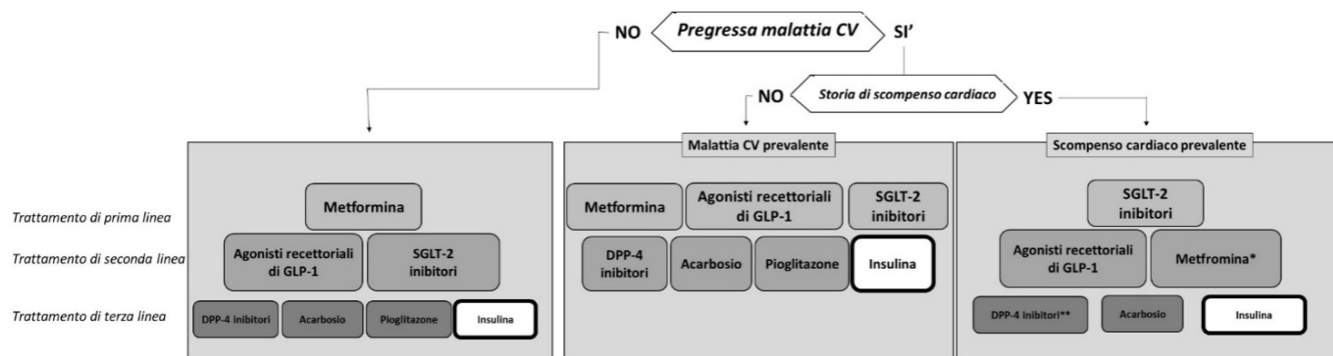 NO
Pregressa malattia CV
SI’
NO
Storia di scompenso cardiaco
YES
Malattia CV prevalente
Scompenso cardiaco prevalente
Trattamento di prima linea
Metformina
Metformina
Agonisti recettoriali
di GLP-1
SGLT-2
inibitori
SGLT-2
inibitori
Trattamento di seconda linea
Agonisti recettoriali
di GLP-1
SGLT-2
inibitori
DPP-4
inibitori
Acarbosio
Pioglitazone
Insulina
Agonisti recettoriali
di GLP-1
Metfromina*
Trattamento di terza linea
DPP-4 inibitori
Acarbosio
Pioglitazone
Insulina
DPP-4 inibitori**
Acarbosio
Insulina